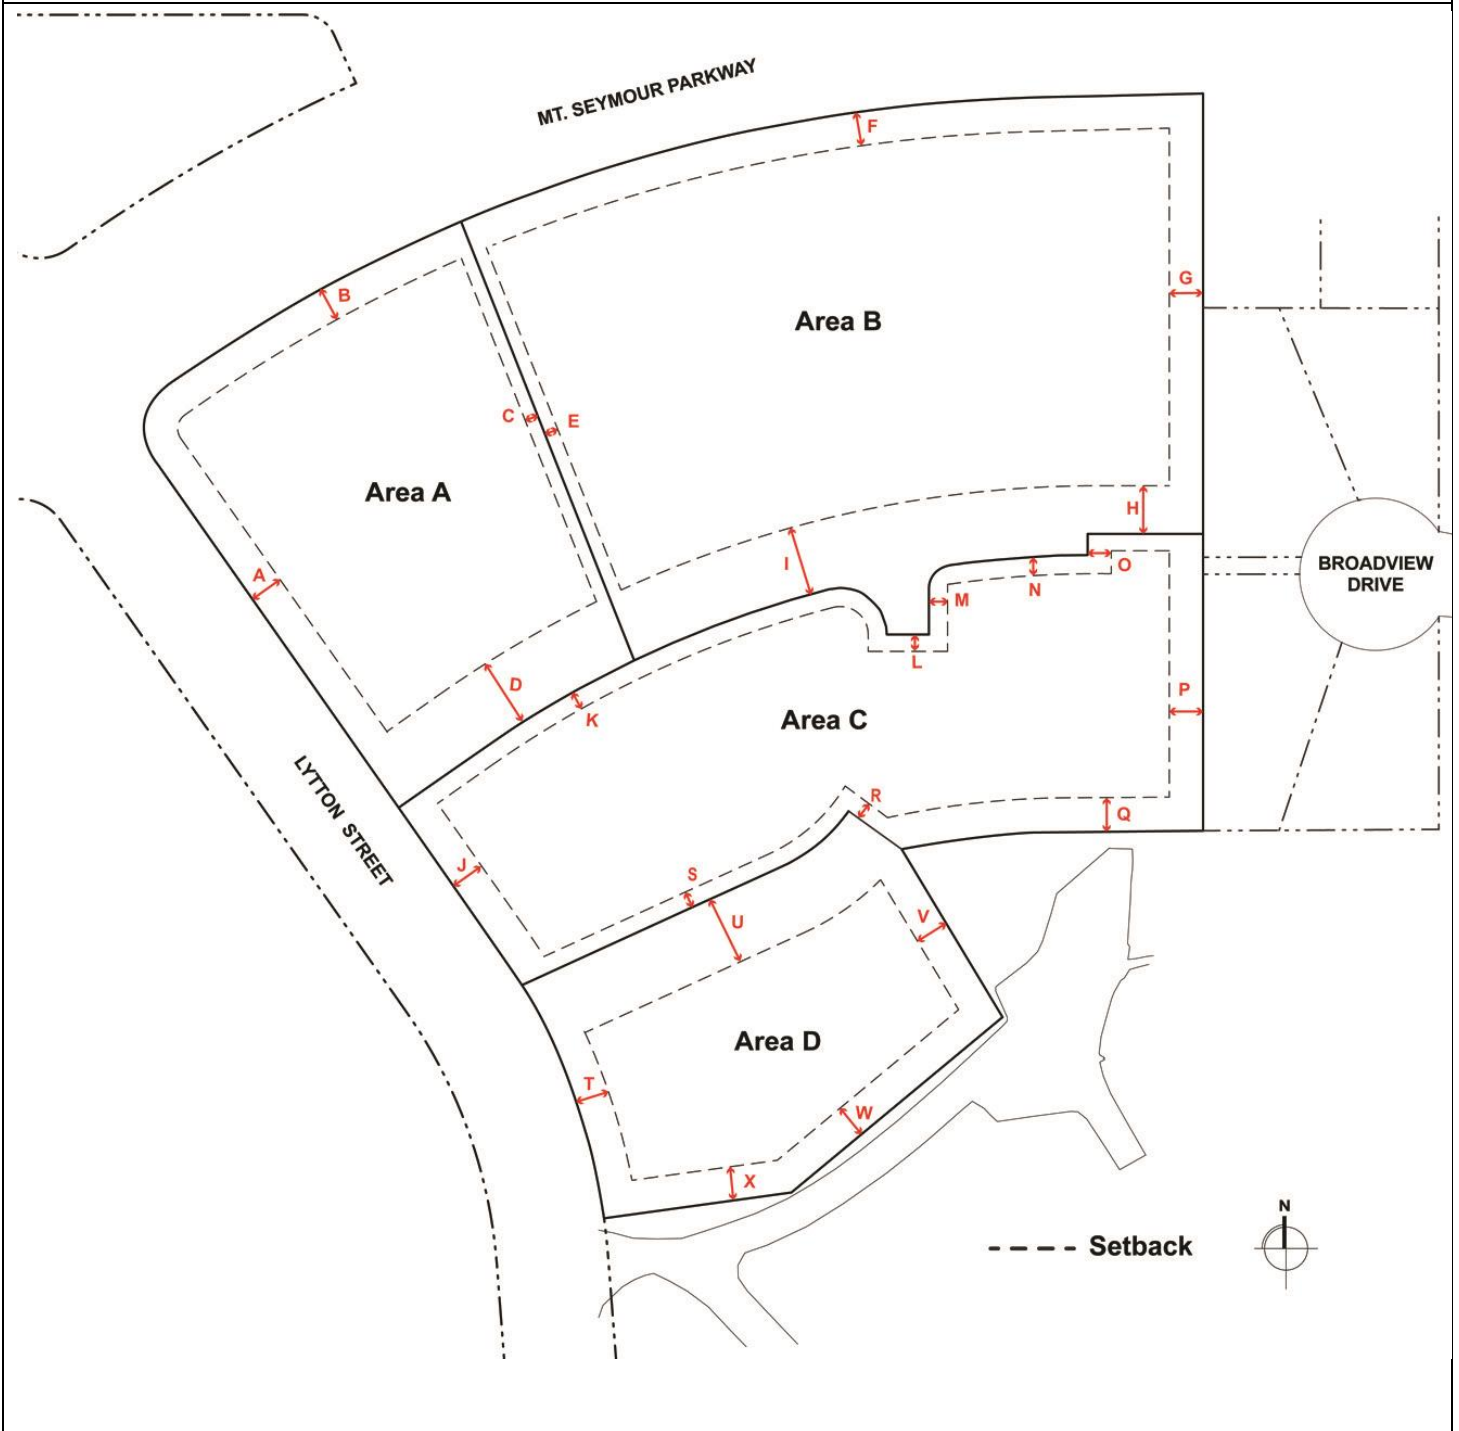 MT. SEYMOUR PARKWAY
F
B
G
Area B
C
E
Area A
H
I
O
BROADVIEW
DRIVE
A
N
M
L
D
K
Area C
P
LYTTON STREET
R
Q
J
S
U
V
Area D
T
W
X
N
Setback